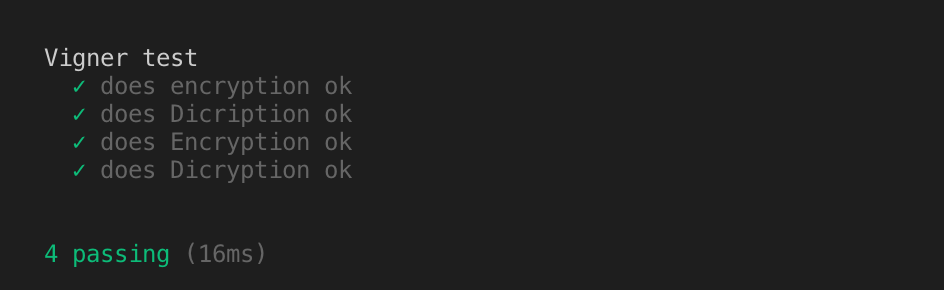 Vigner test
✓ does encryption ok
✓ does Dicription ok
✓ does Encryption ok
✓ does Dicryption ok
4 passing (16ms)